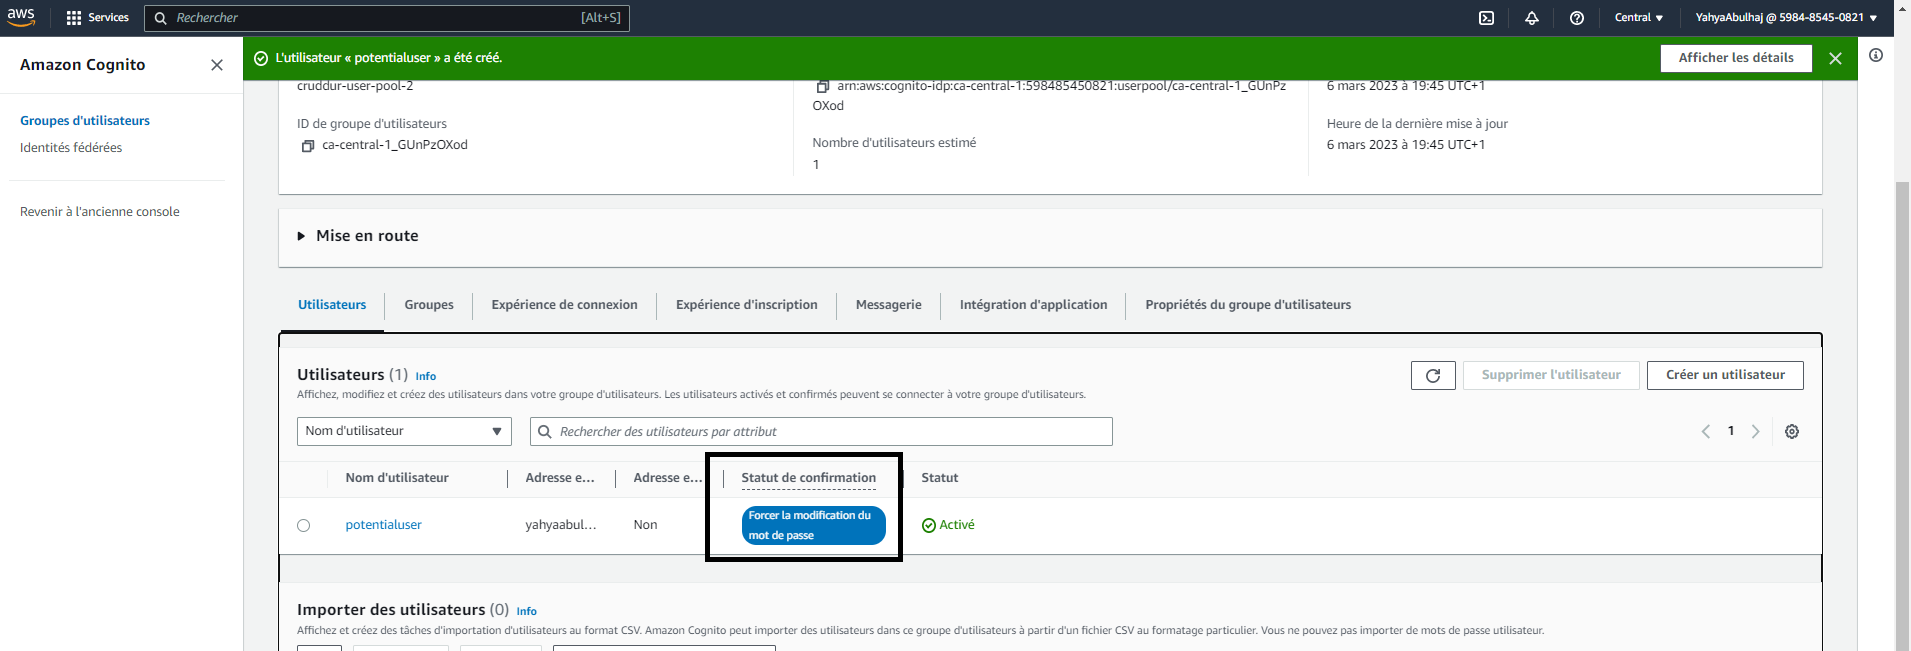 aws
Services
Rechercher
[Alt+S]
Central ▼
YahyaAbulhaj @ 5984-8545-0821 ▼
Amazon Cognito
Groupes d'utilisateurs
Identités fédérées
Revenir à l'ancienne console
L'utilisateur « potentialuser » a été créé.
Afficher les détails
cruddur-user-pool-2
ID de groupe d'utilisateurs
ca-central-1_GUnPzOXod
arn:aws:cognito-idp:ca-central-1:598485450821:userpool/ca-central-1_GUnPz
OXod
Nombre d'utilisateurs estimé
1
6 mars 2023 à 19:45 UTC+1
Heure de la dernière mise à jour
6 mars 2023 à 19:45 UTC+1
Mise en route
Utilisateurs
Groupes
Expérience de connexion
Expérience d'inscription
Messagerie
Intégration d'application
Propriétés du groupe d'utilisateurs
Utilisateurs (1) Info
Affichez, modifiez et créez des utilisateurs dans votre groupe d'utilisateurs. Les utilisateurs activés et confirmés peuvent se connecter à votre groupe d'utilisateurs.
Supprimer l'utilisateur
Créer un utilisateur
Nom d'utilisateur
Rechercher des utilisateurs par attribut
1
Nom d'utilisateur
Adresse e...
Adresse e...
Statut de confirmation
Statut
potentialuser
yahyaabul...
Non
Forcer la modification du
mot de passe
Activé
Importer des utilisateurs (0) Info
Affichez et créez des tâches d'importation d'utilisateurs au format CSV. Amazon Cognito peut importer des utilisateurs dans ce groupe d'utilisateurs à partir d'un fichier CSV au formatage particulier. Vous ne pouvez pas importer de mots de passe utilisateur.